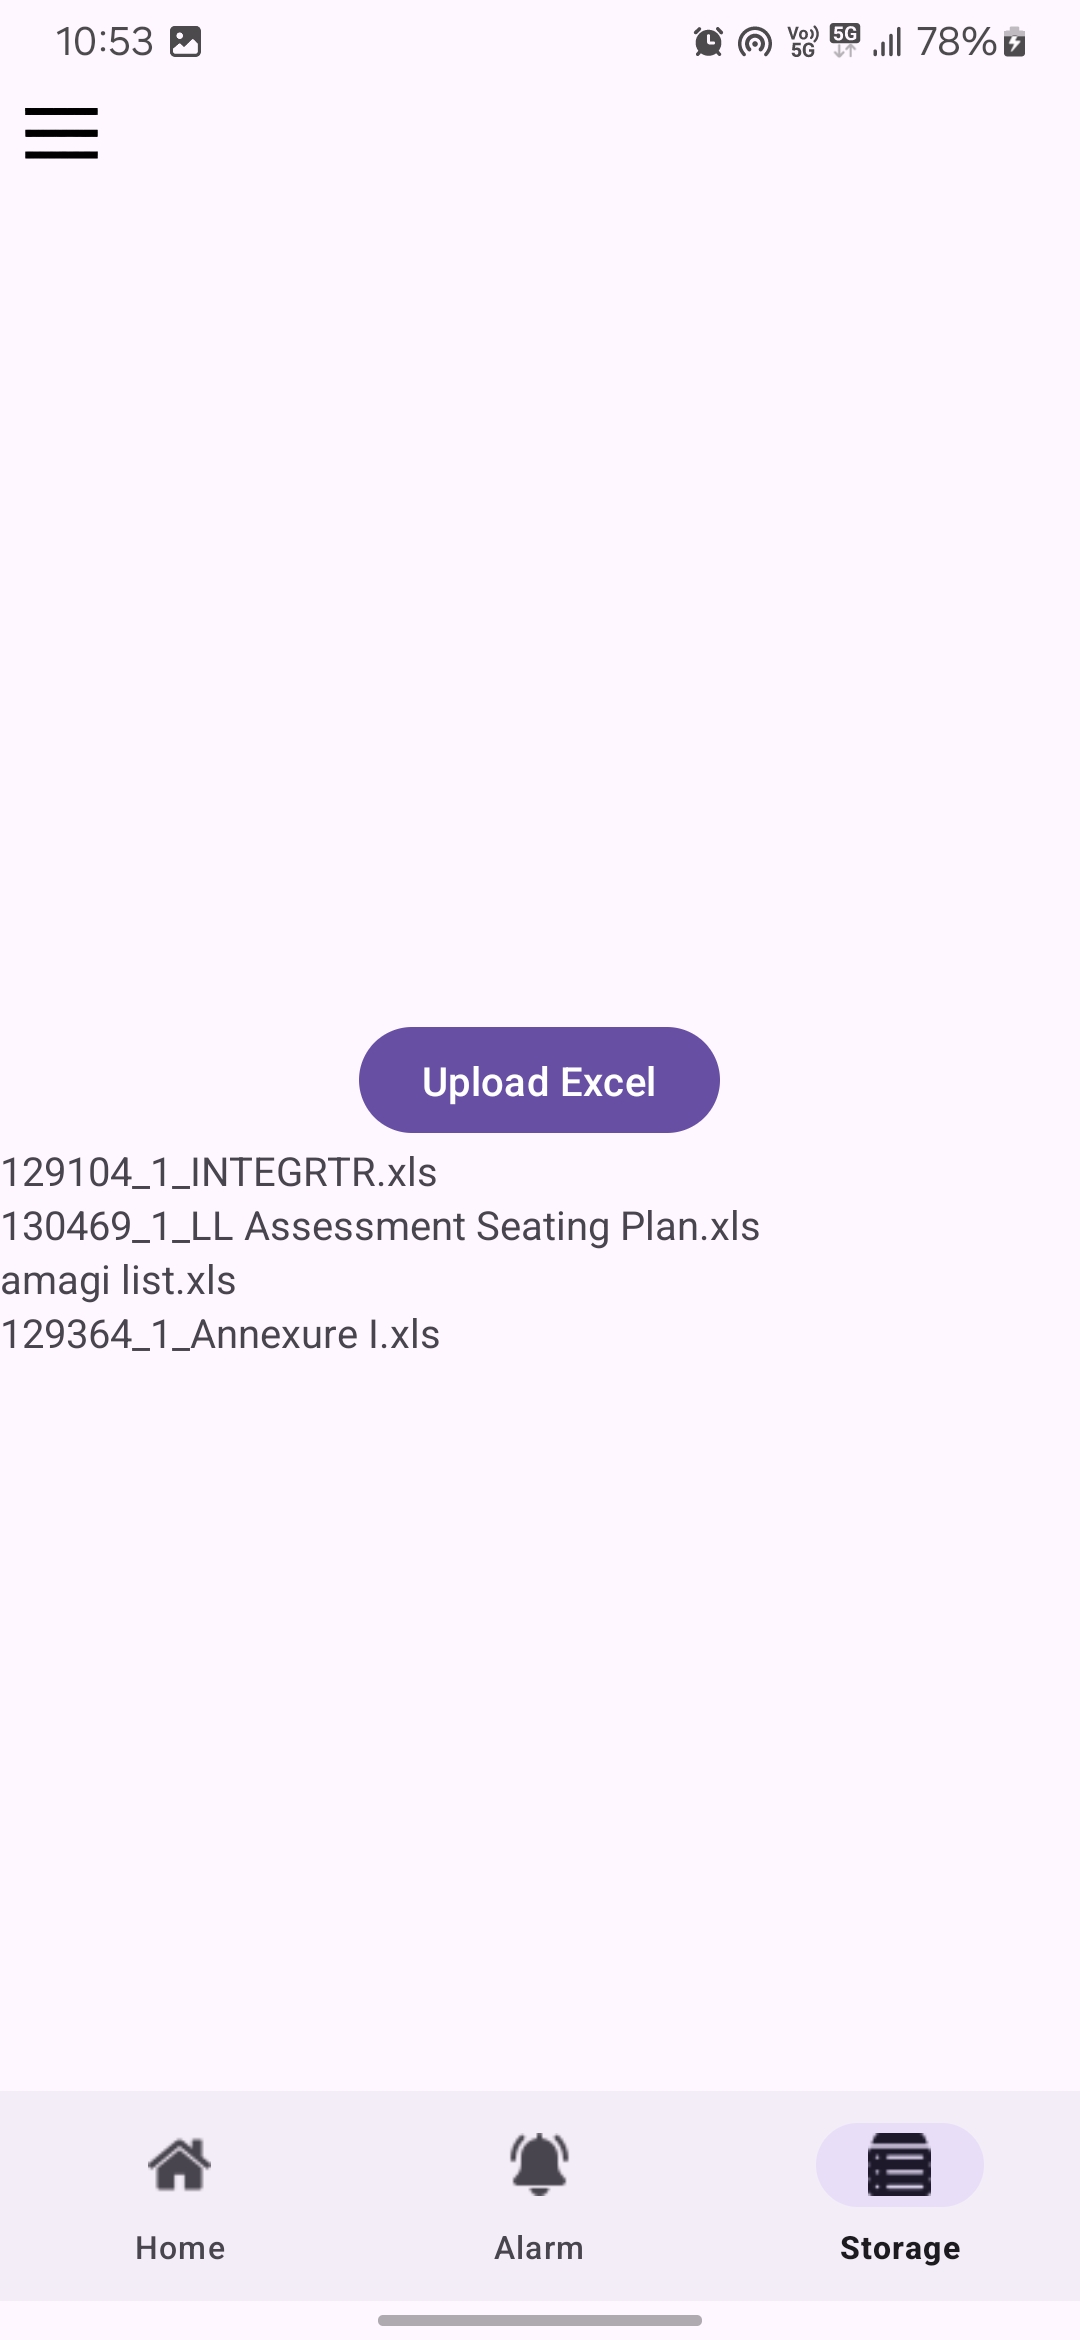 10:53
Vo)) 5G 5G 78%
Upload Excel
129104_1_INTEGRTR.xls
130469_1_LL Assessment Seating Plan.xls
amagi list.xls
129364_1_Annexure I.xls
Home Alarm Storage